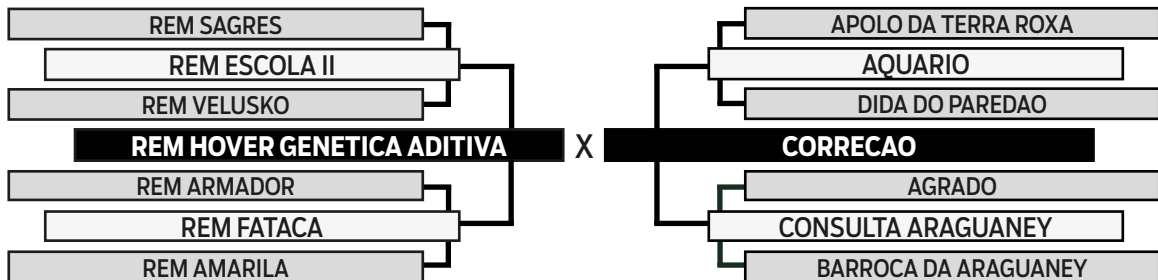 REM SAGRES
REM ESCOLA II
REM VELUSKO
REM HOVER GENETICA ADITIVA
REM ARMADOR
REM FATACA
REM AMARILA
X
APOLO DA TERRA ROXA
AQUARIO
DIDA DO PAREDAO
CORRECAO
AGRADO
CONSULTA ARAGUANEY
BARROCA DA ARAGUANEY